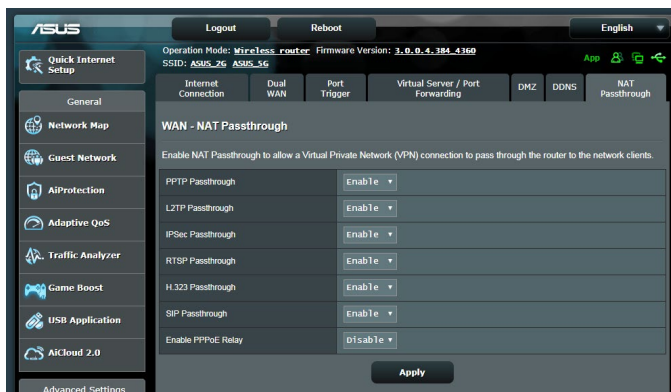 ASUS
Logout
Reboot
English
Quick Internet
Setup
Operation Mode: Wireless router Firmware Version: 3.0.0.4.384_4360
SSID: ASUS_2G ASUS_5G
App
Internet
Connection
Dual
WAN
Port
Trigger
Virtual Server / Port
Forwarding
DMZ
DDNS
NAT
Passthrough
General
Network Map
Guest Network
AiProtection
Adaptive QoS
Traffic Analyzer
Game Boost
USB Application
AiCloud 2.0
Advanced Settings
WAN - NAT Passthrough
Enable NAT Passthrough to allow a Virtual Private Network (VPN) connection to pass through the router to the network clients.
PPTP Passthrough Enable
L2TP Passthrough Enable
IPSec Passthrough Enable
RTSP Passthrough Enable
H.323 Passthrough Enable
SIP Passthrough Enable
Enable PPPoE Relay Disable
Apply